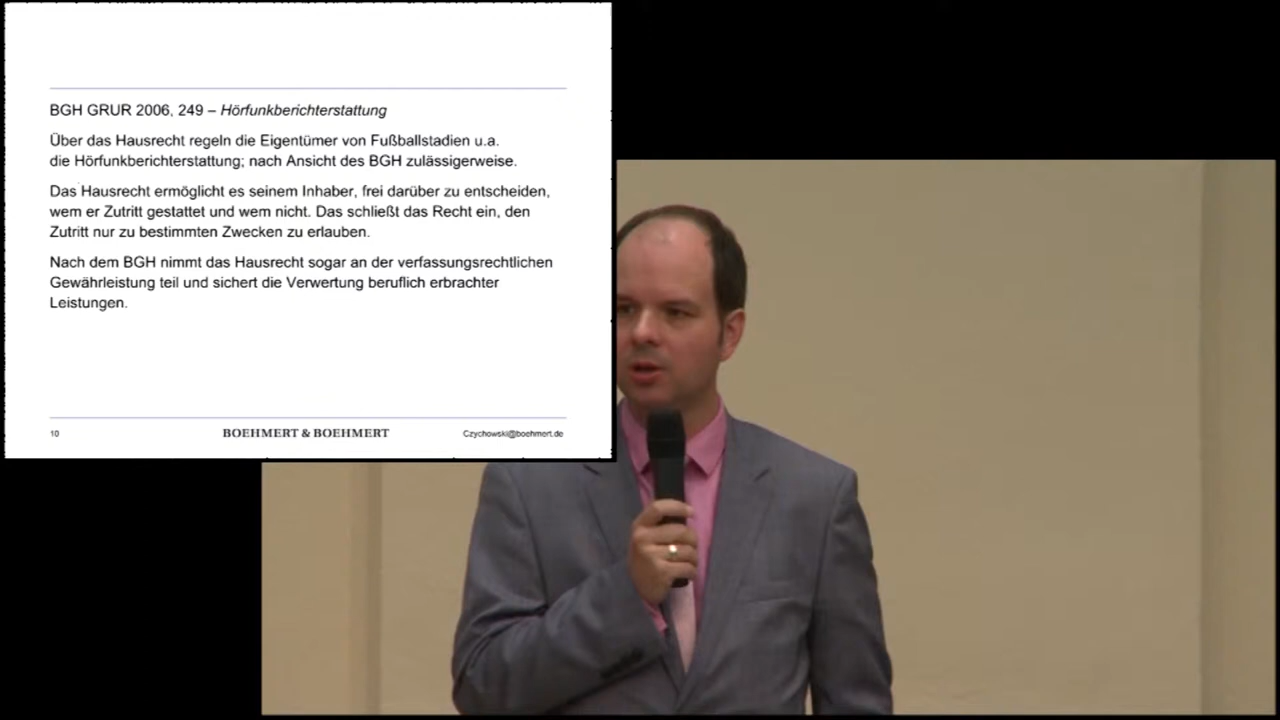 BGH GRUR 2006, 249 – Hörfunkberichterstattung
Über das Hausrecht regeln die Eigentümer von Fußballstadien u.a.
die Hörfunkberichterstattung; nach Ansicht des BGH zulässigerweise.
Das Hausrecht ermöglicht es seinem Inhaber, frei darüber zu entscheiden,
wem er Zutritt gestattet und wem nicht. Das schließt das Recht ein, den
Zutritt nur zu bestimmten Zwecken zu erlauben.
Nach dem BGH nimmt das Hausrecht sogar an der verfassungsrechtlichen
Gewährleistung teil und sichert die Verwertung beruflich erbrachter
Leistungen.
10 BOEHMERT & BOEHMERT Czychowski@boehmert.de